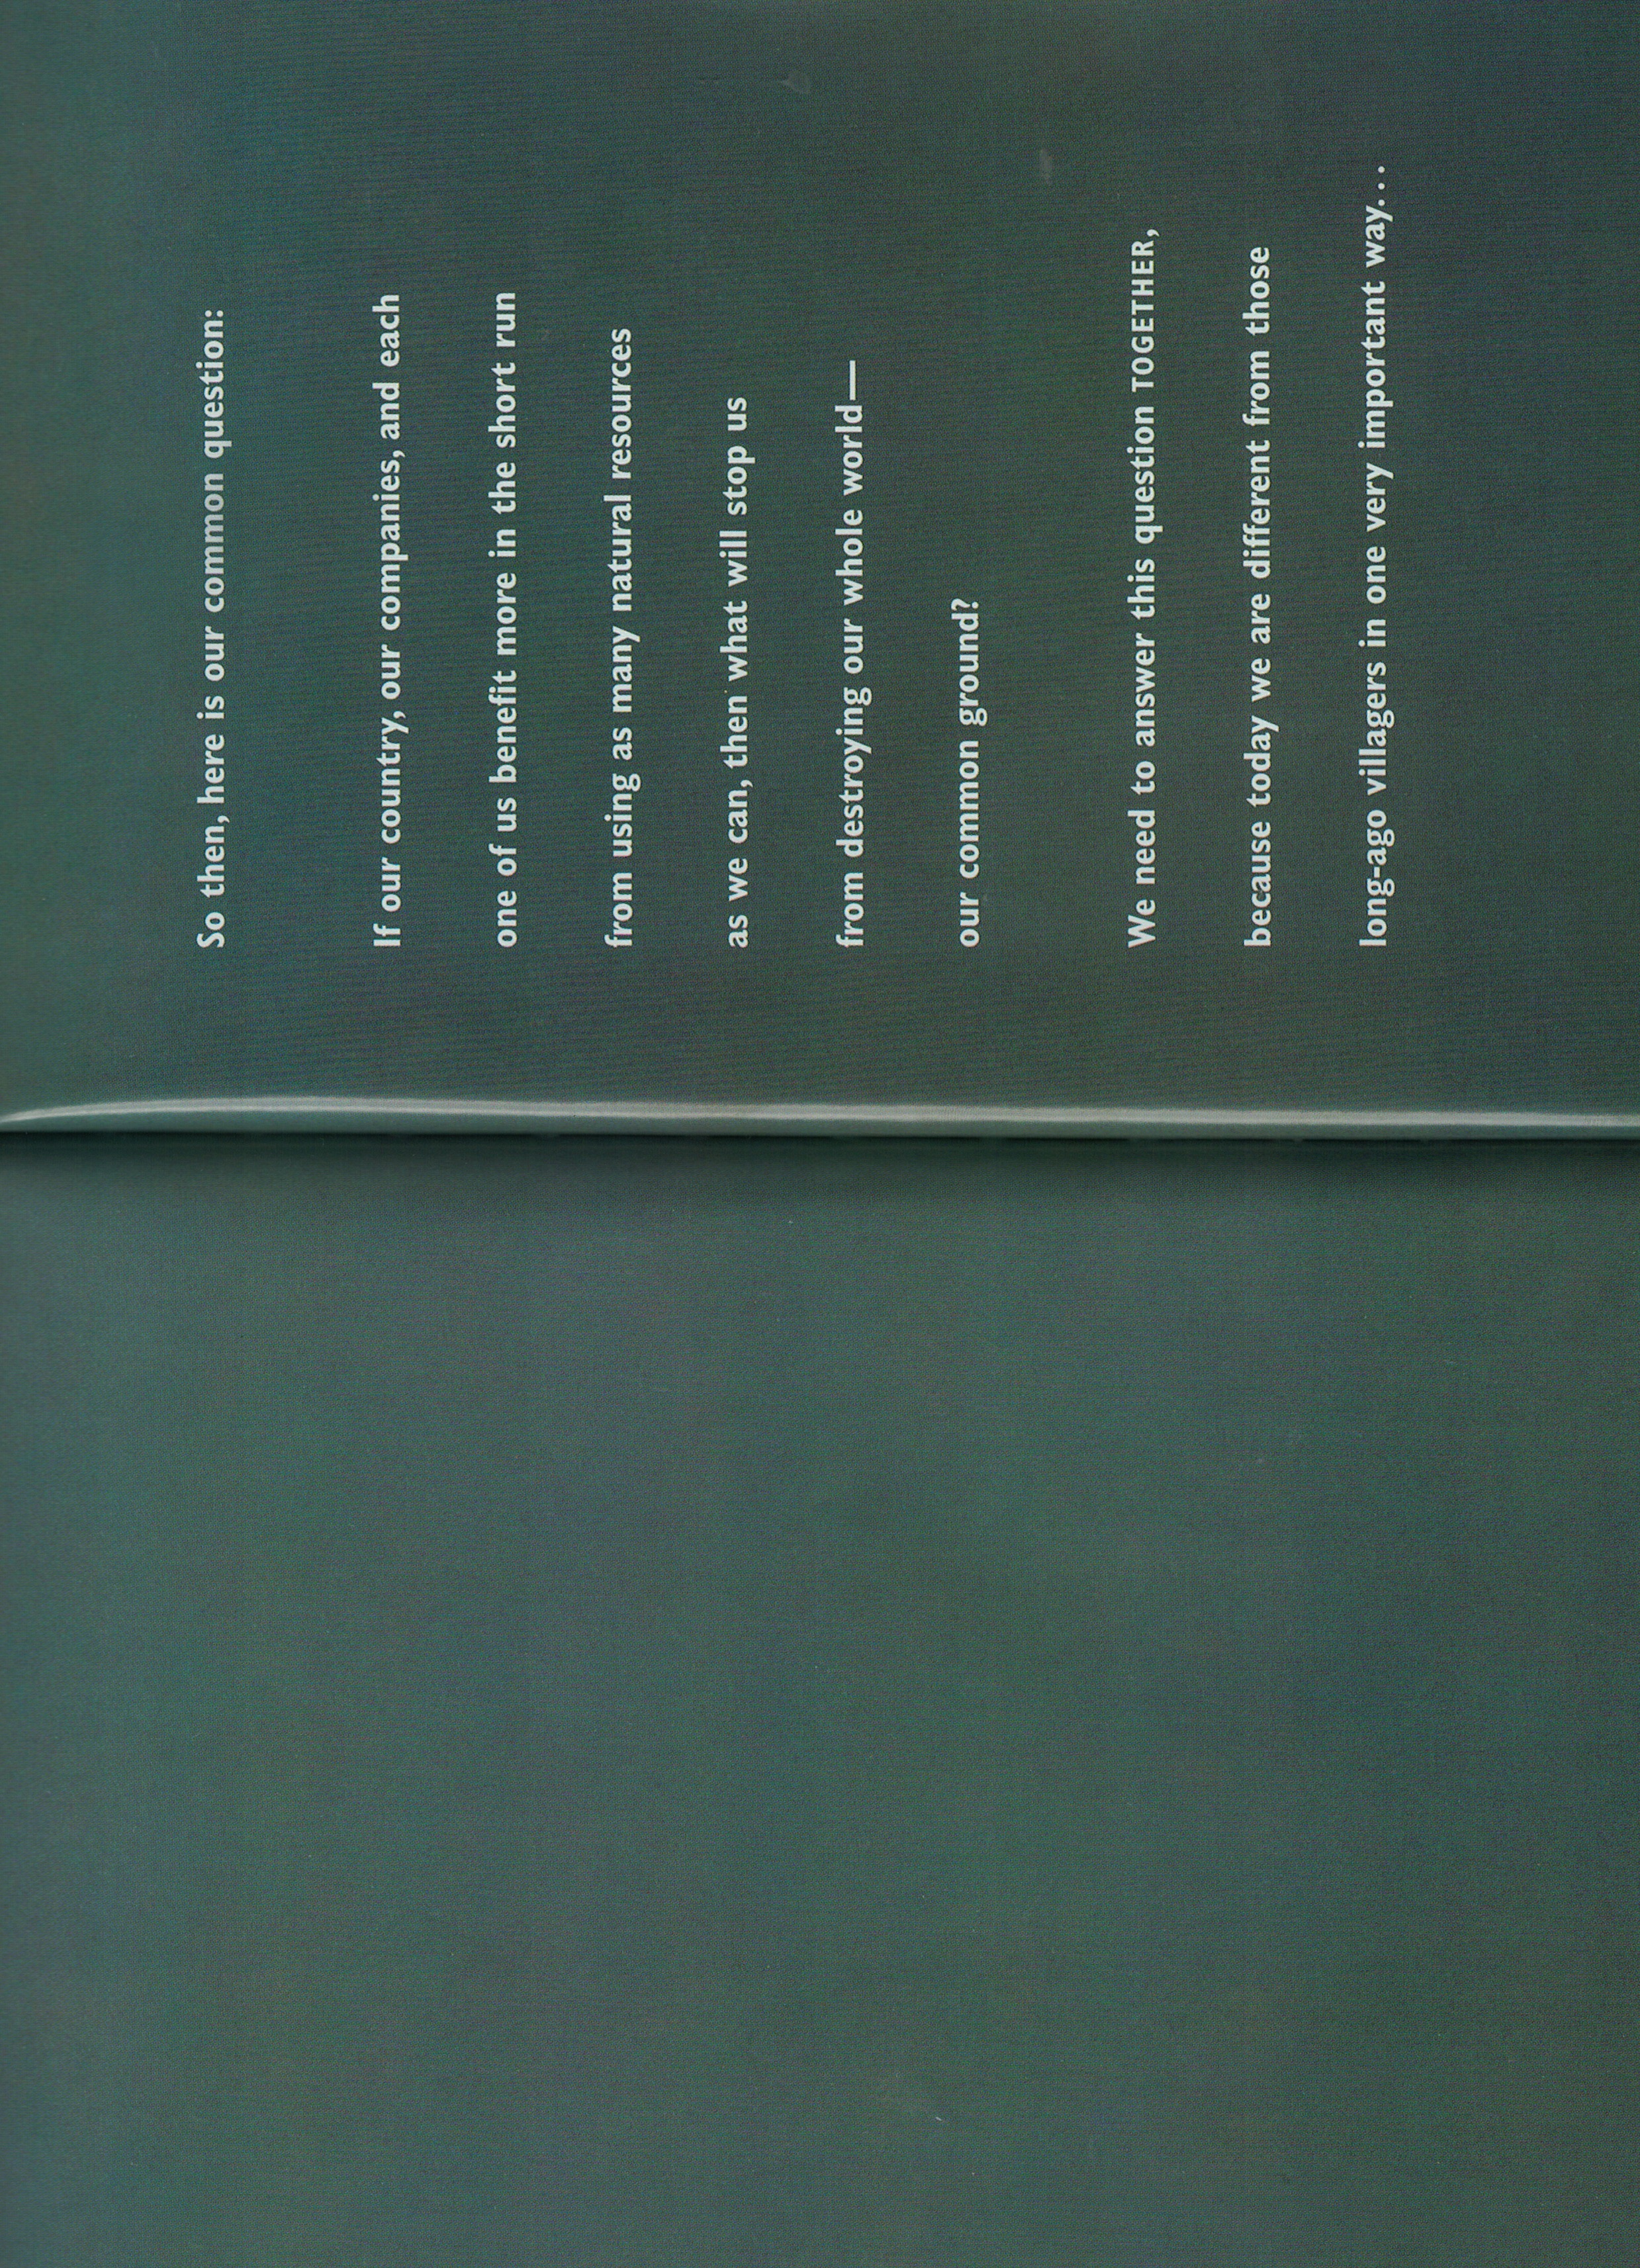 So then, here is our common question:
If our country, our companies, and each
one of us benefit more in the short run
from using as many natural resources
as we can, then what will stop us
from destroying our whole world—
our common ground?
We need to answer this question TOGETHER,
because today we are different from those
long-ago villagers in one very important way...